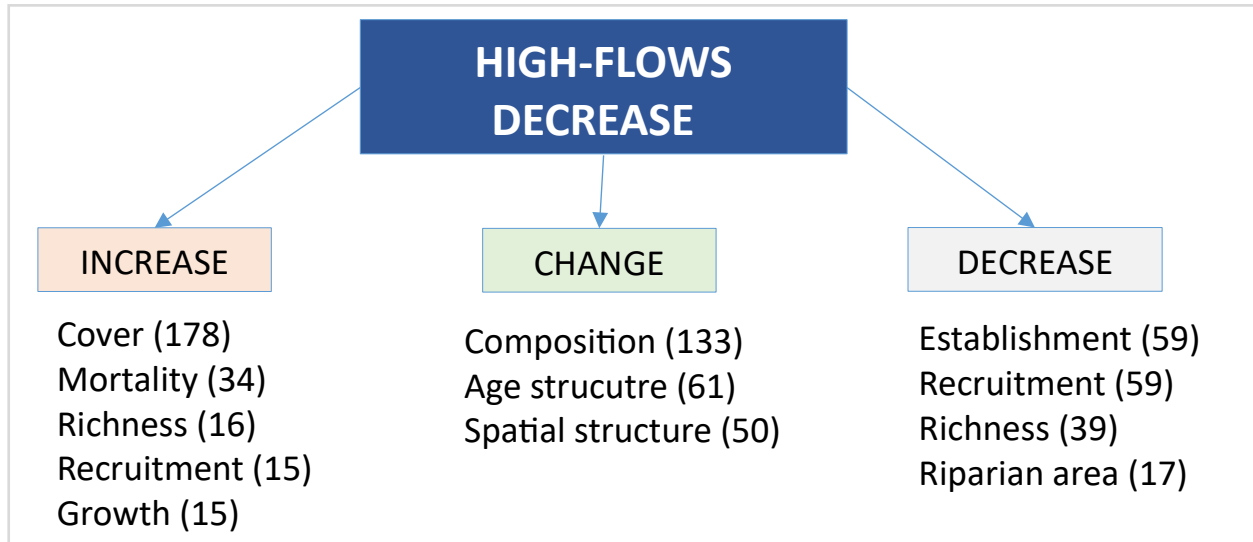 HIGH-FLOWS
DECREASE
INCREASE
Cover (178)
Mortality (34)
Richness (16)
Recruitment (15)
Growth (15)
CHANGE
Composition (133)
Age strucutre (61)
Spatial structure (50)
DECREASE
Establishment (59)
Recruitment (59)
Richness (39)
Riparian area (17)